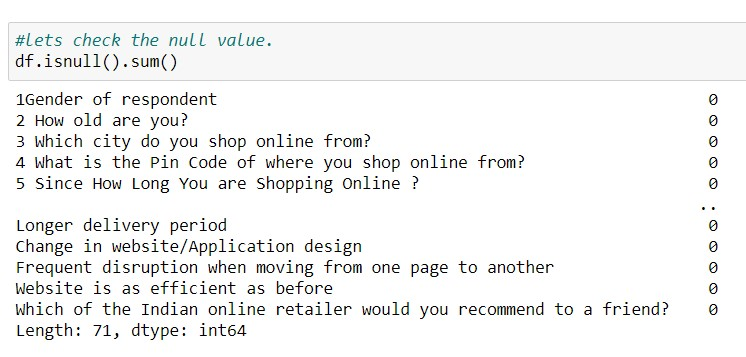 #lets check the null value.
df.isnull().sum()
1Gender of respondent 0
2 How old are you? 0
3 Which city do you shop online from? 0
4 What is the Pin Code of where you shop online from? 0
5 Since How Long You are Shopping Online ? 0
..
Longer delivery period 0
Change in website/Application design 0
Frequent disruption when moving from one page to another 0
Website is as efficient as before 0
Which of the Indian online retailer would you recommend to a friend? 0
Length: 71, dtype: int64